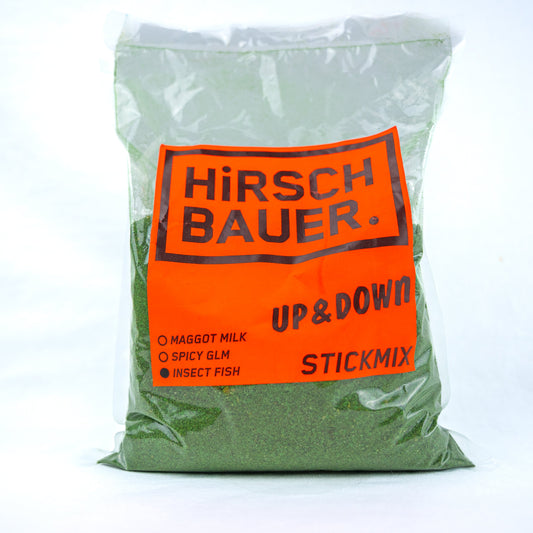 HiRSCH
BAUER.
UP&DOWN
MAGGOT MILK
SPICY GLM
INSECT FISH
STICKMIX